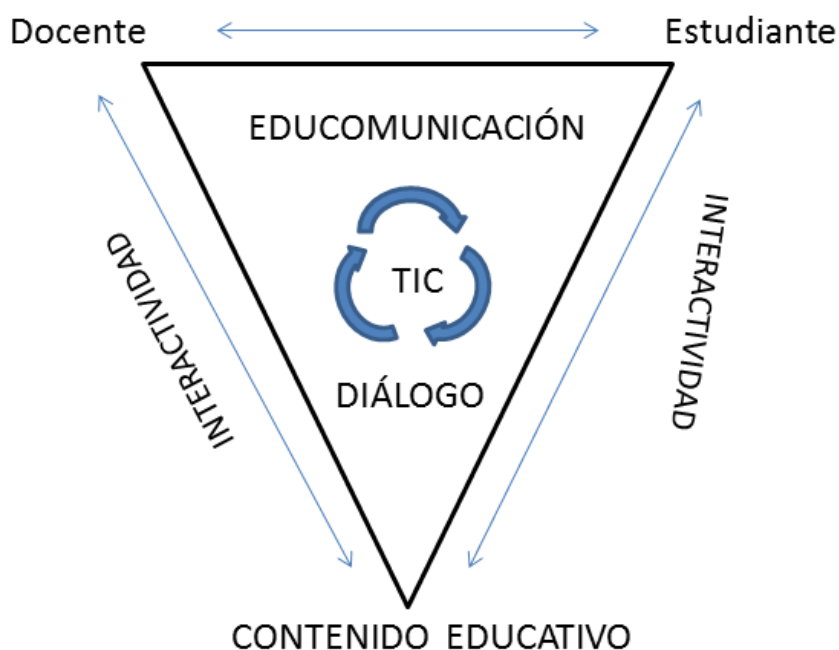 Docente
Estudiante
EDUCOMUNICACIÓN
INTERACTIVIDAD
TIC
INTERACTIVIDAD
DIÁLOGO
CONTENIDO EDUCATIVO